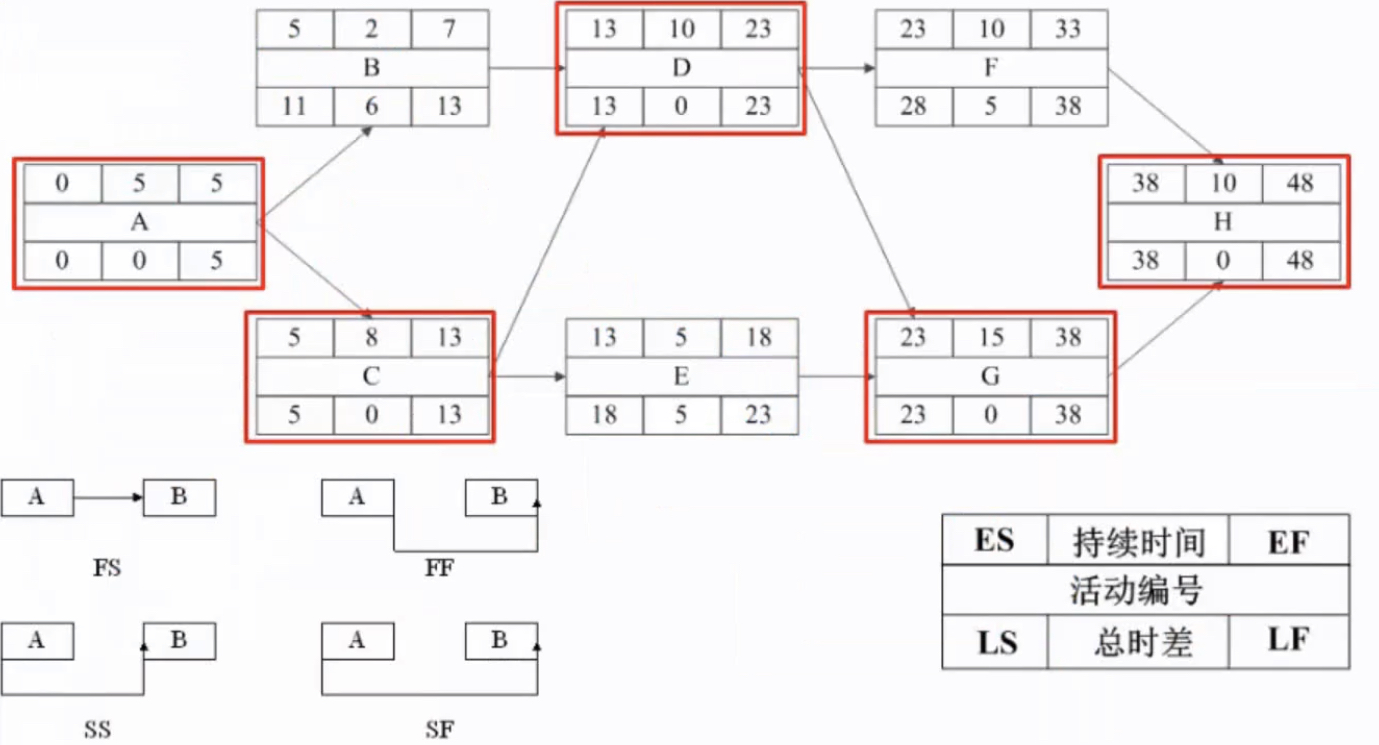 5 2 7
B
11 6 13
13 10 23
D
13 0 23
23 10 33
F
28 5 38
0 5 5
A
0 0 5
38 10 48
H
38 0 48
5 8 13
C
5 0 13
13 5 18
E
18 5 23
23 15 38
G
23 0 38
A B
FS
A B
FF
A B
SS
A B
SF
ES 持续时间 EF
活动编号
LS 总时差 LF